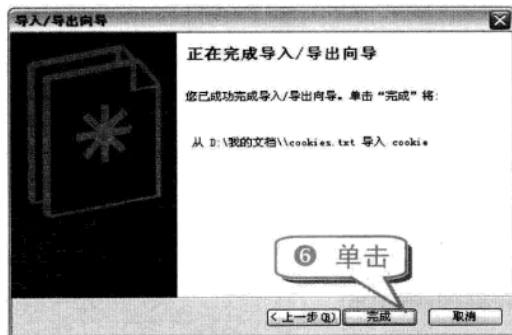 导入/导出向导
正在完成导入/导出向导
您已成功完成导入/导出向导。单击“完成”将:
从 D:\我的文档\\cookies.txt 导入 cookie
❻ 单击
< 上一步(B)
完成
取消